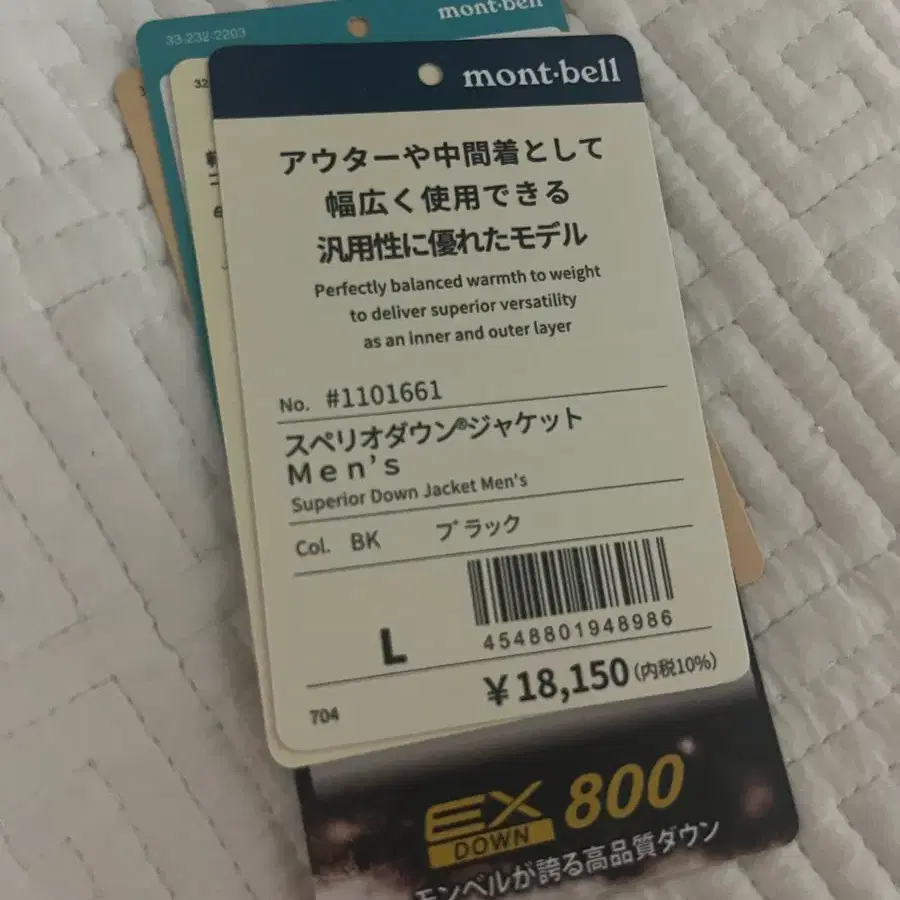 mont-bell
33-232-2203
32
mont-bell
アウターや中間着として
幅広く使用できる
汎用性に優れたモデル
Perfectly balanced warmth to weight
to deliver superior versatility
as an inner and outer layer
No. #1101661
スペリオダウン®ジャケット
Men's
Superior Down Jacket Men's
Col. BK ブラック
4548801948986
L
¥18,150(内税10%)
704
EX 800
DOWN
モンベルが誇る高品質ダウン